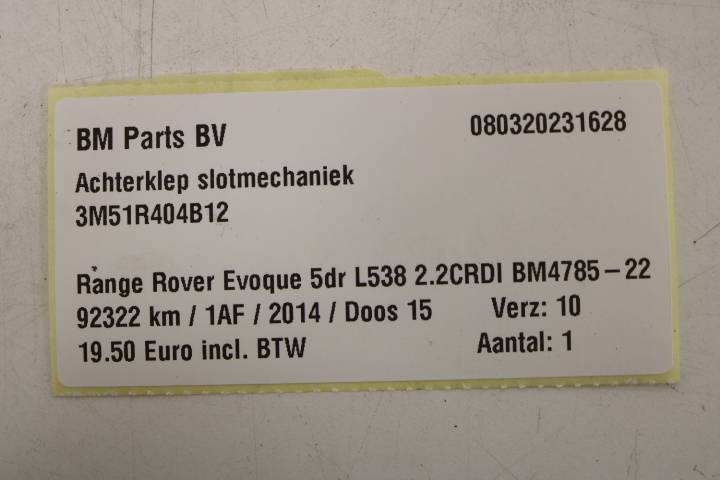 BM Parts BV 080320231628
Achterklep slotmechaniek
3M51R404B12
Range Rover Evoque 5dr L538 2.2CRDI BM4785-22
92322 km / 1AF / 2014 / Doos 15 Verz: 10
19.50 Euro incl. BTW Aantal: 1